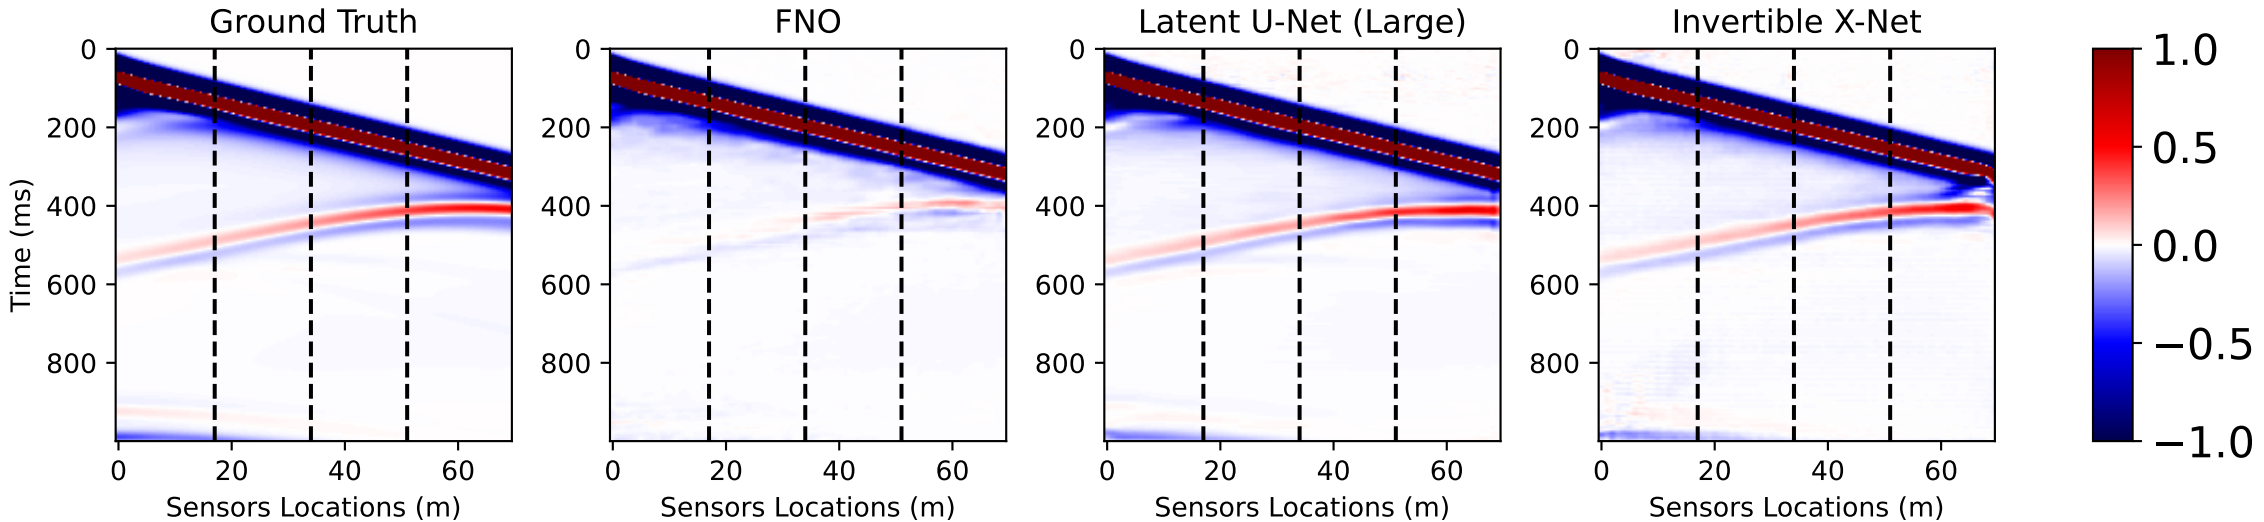 Ground Truth
FNO
Latent U-Net (Large)
Invertible X-Net
0
200
400
600
800
Time (ms)
0 20 40 60
Sensors Locations (m)
0
200
400
600
800
0 20 40 60
Sensors Locations (m)
0
200
400
600
800
0 20 40 60
Sensors Locations (m)
0
200
400
600
800
0 20 40 60
Sensors Locations (m)
1.0
0.5
0.0
−0.5
−1.0